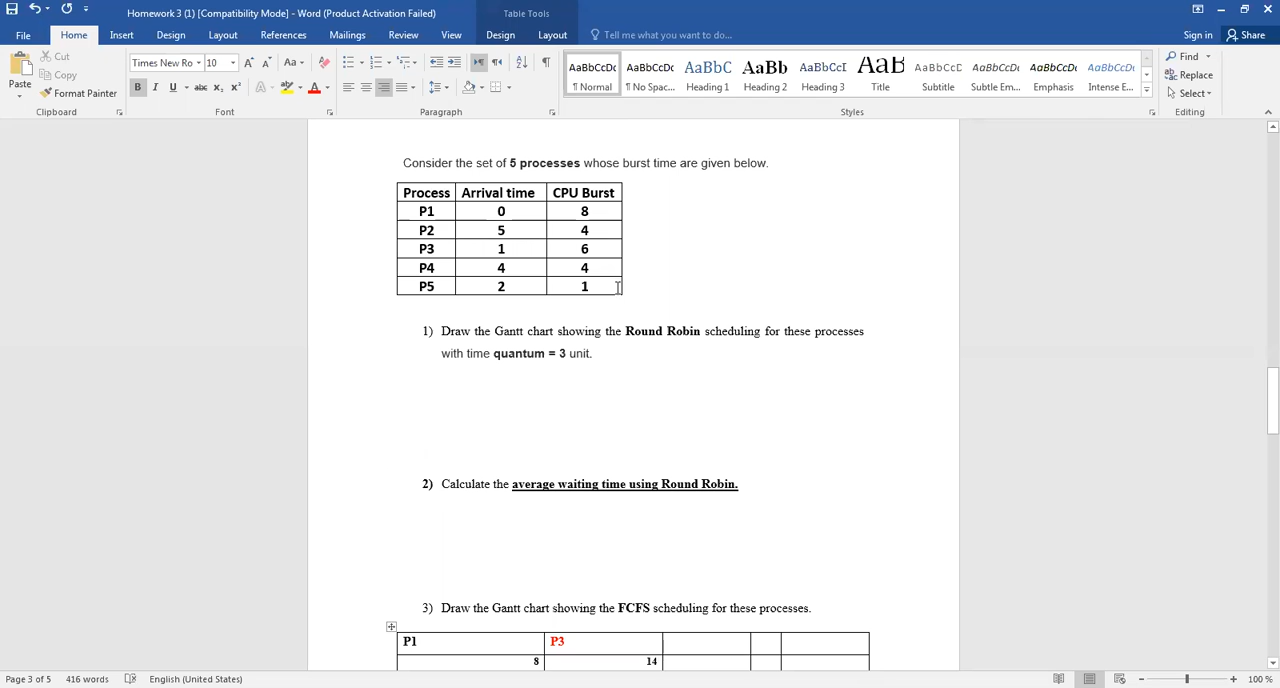 Homework 3 (1) [Compatibility Mode] - Word (Product Activation Failed)
Table Tools
File Home Insert Design Layout References Mailings Review View Design Layout Tell me what you want to do... Sign in Share
Paste
Cut
Copy
Format Painter
Clipboard
Times New Ro 10 Aa
B I U abc x₂ x² A A
Font
Paragraph
AaBbCcDc AaBbCcDc AaBbC AaBb AaBbCcI AaB AaBbCcD AaBbCcDc AaBbCcDc AaBbCcDc
¶ Normal ¶ No Spac... Heading 1 Heading 2 Heading 3 Title Subtitle Subtle Em... Emphasis Intense E...
Styles
Find
Replace
Select
Editing
Consider the set of 5 processes whose burst time are given below.
Process Arrival time CPU Burst
P1 0 8
P2 5 4
P3 1 6
P4 4 4
P5 2 1
1) Draw the Gantt chart showing the Round Robin scheduling for these processes
with time quantum = 3 unit.
2) Calculate the average waiting time using Round Robin.
3) Draw the Gantt chart showing the FCFS scheduling for these processes.
P1 P3
8 14
Page 3 of 5 416 words English (United States) 100 %